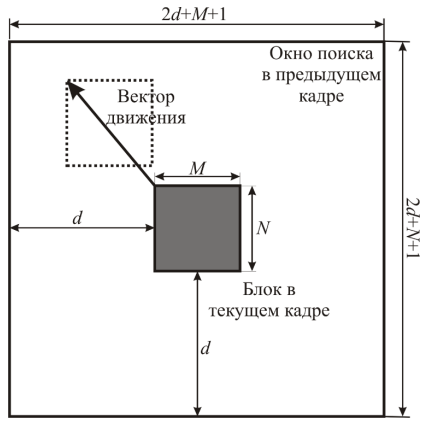 2d+M+1
Окно поиска
в предыдущем
кадре
Вектор
движения
M
d
N
2d+N+1
Блок в
текущем кадре
d